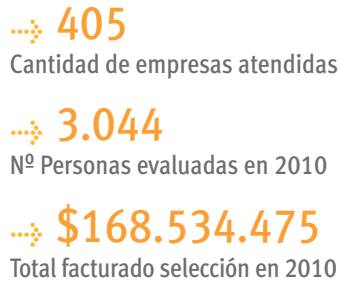 405
Cantidad de empresas atendidas
3.044
Nº Personas evaluadas en 2010
$168.534.475
Total facturado selección en 2010